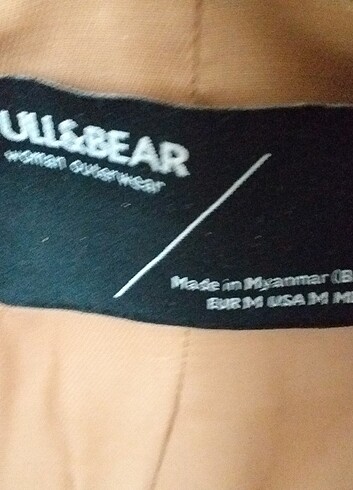 ULL&BEAR
woman outerwear
Made in Myanmar (B
EUR M USA M M